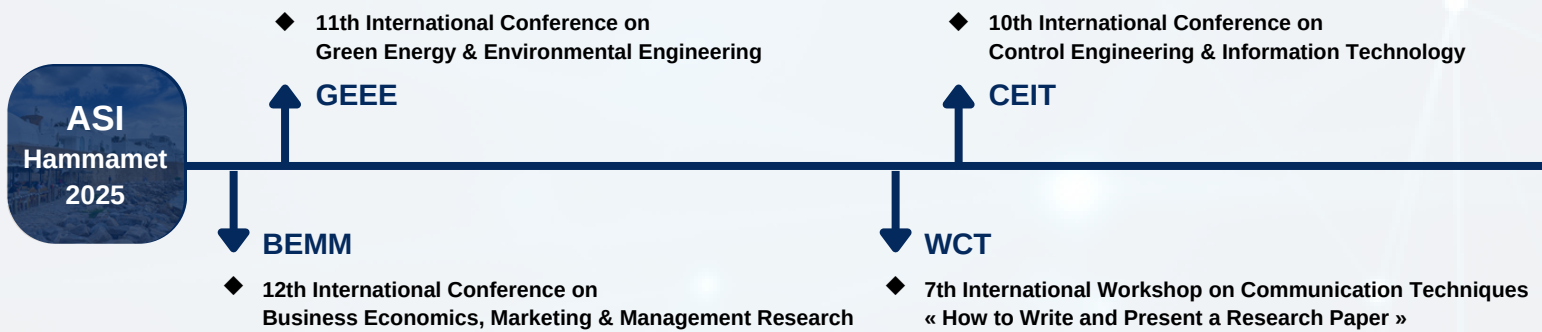 11th International Conference on
Green Energy & Environmental Engineering
GEEE
10th International Conference on
Control Engineering & Information Technology
CEIT
ASI
Hammamet
2025
BEMM
12th International Conference on
Business Economics, Marketing & Management Research
WCT
7th International Workshop on Communication Techniques
« How to Write and Present a Research Paper »